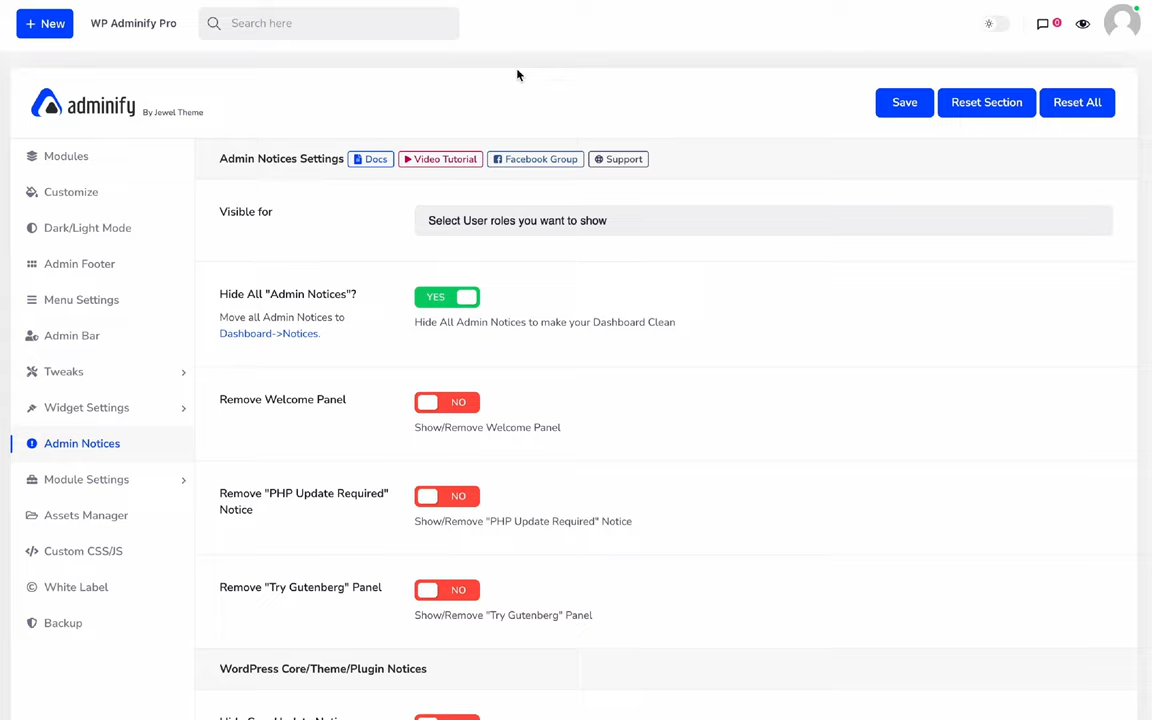 + New
WP Adminify Pro
Search here
0
adminify
By Jewel Theme
Save
Reset Section
Reset All
Modules
Customize
Dark/Light Mode
Admin Footer
Menu Settings
Admin Bar
Tweaks
Widget Settings
Admin Notices
Module Settings
Assets Manager
Custom CSS/JS
White Label
Backup
Admin Notices Settings
Docs
Video Tutorial
Facebook Group
Support
Visible for
Select User roles you want to show
Hide All "Admin Notices"?
Move all Admin Notices to
Dashboard->Notices.
YES
Hide All Admin Notices to make your Dashboard Clean
Remove Welcome Panel
NO
Show/Remove Welcome Panel
Remove "PHP Update Required"
Notice
NO
Show/Remove "PHP Update Required" Notice
Remove "Try Gutenberg" Panel
NO
Show/Remove "Try Gutenberg" Panel
WordPress Core/Theme/Plugin Notices